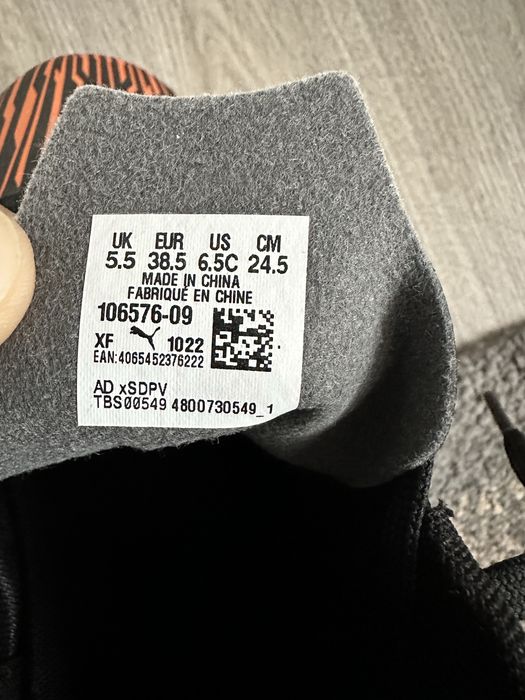 UK EUR US CM
5.5 38.5 6.5C 24.5
MADE IN CHINA
FABRIQUÉ EN CHINE
106576-09
XF 1022
EAN:4065452376222
AD xSDPV
TBS00549 4800730549_1